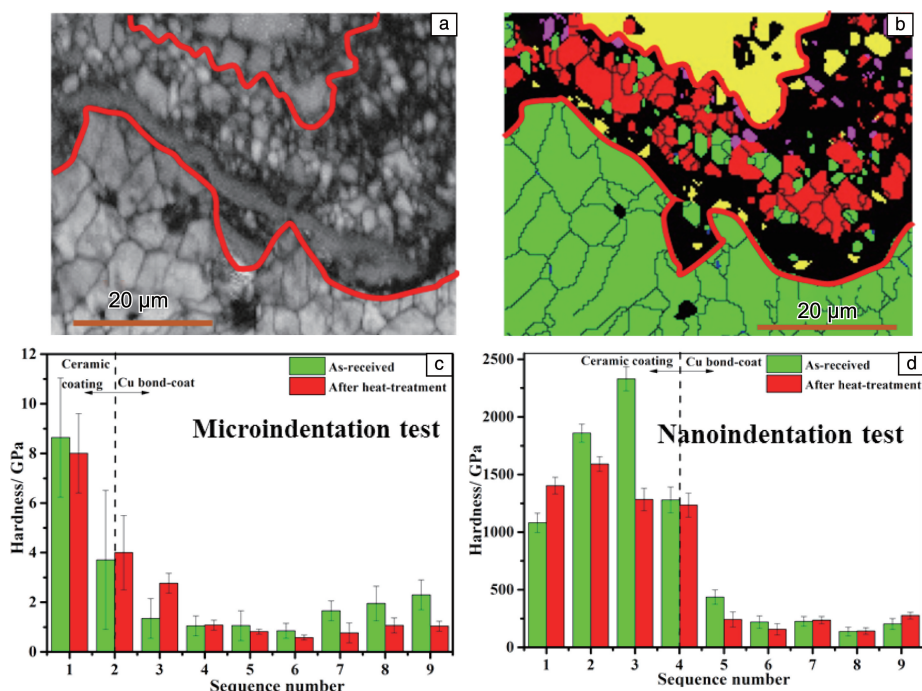 a
20 μm
b
20 μm
c
12
10
8
6
4
2
0
Hardness/ GPa
Ceramic
coating
Cu bond-coat
As-received
After heat-treatment
Microindentation test
1 2 3 4 5 6 7 8 9
Sequence number
d
2500
2000
1500
1000
500
0
Hardness/ GPa
Ceramic coating
Cu bond-coat
As-received
After heat-treatment
Nanoindentation test
1 2 3 4 5 6 7 8 9
Sequence number